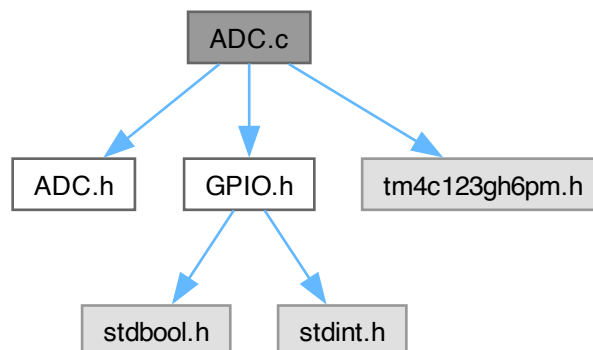 ADC.c
ADC.h
GPIO.h
tm4c123gh6pm.h
stdbool.h
stdint.h